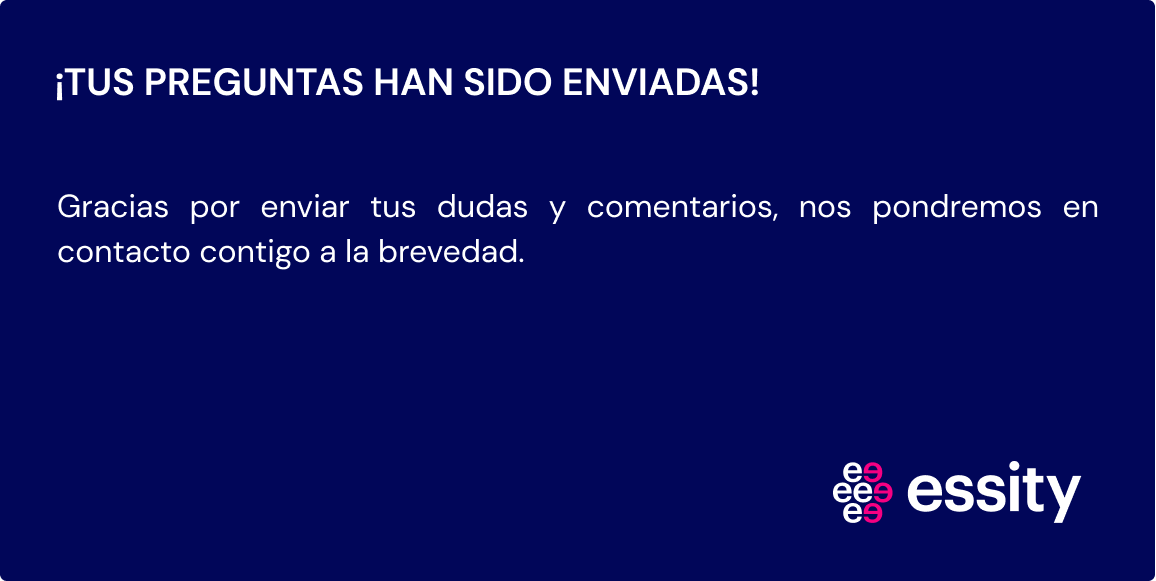 ¡TUS PREGUNTAS HAN SIDO ENVIADAS!
Gracias por enviar tus dudas y comentarios, nos pondremos en
contacto contigo a la brevedad.
essity